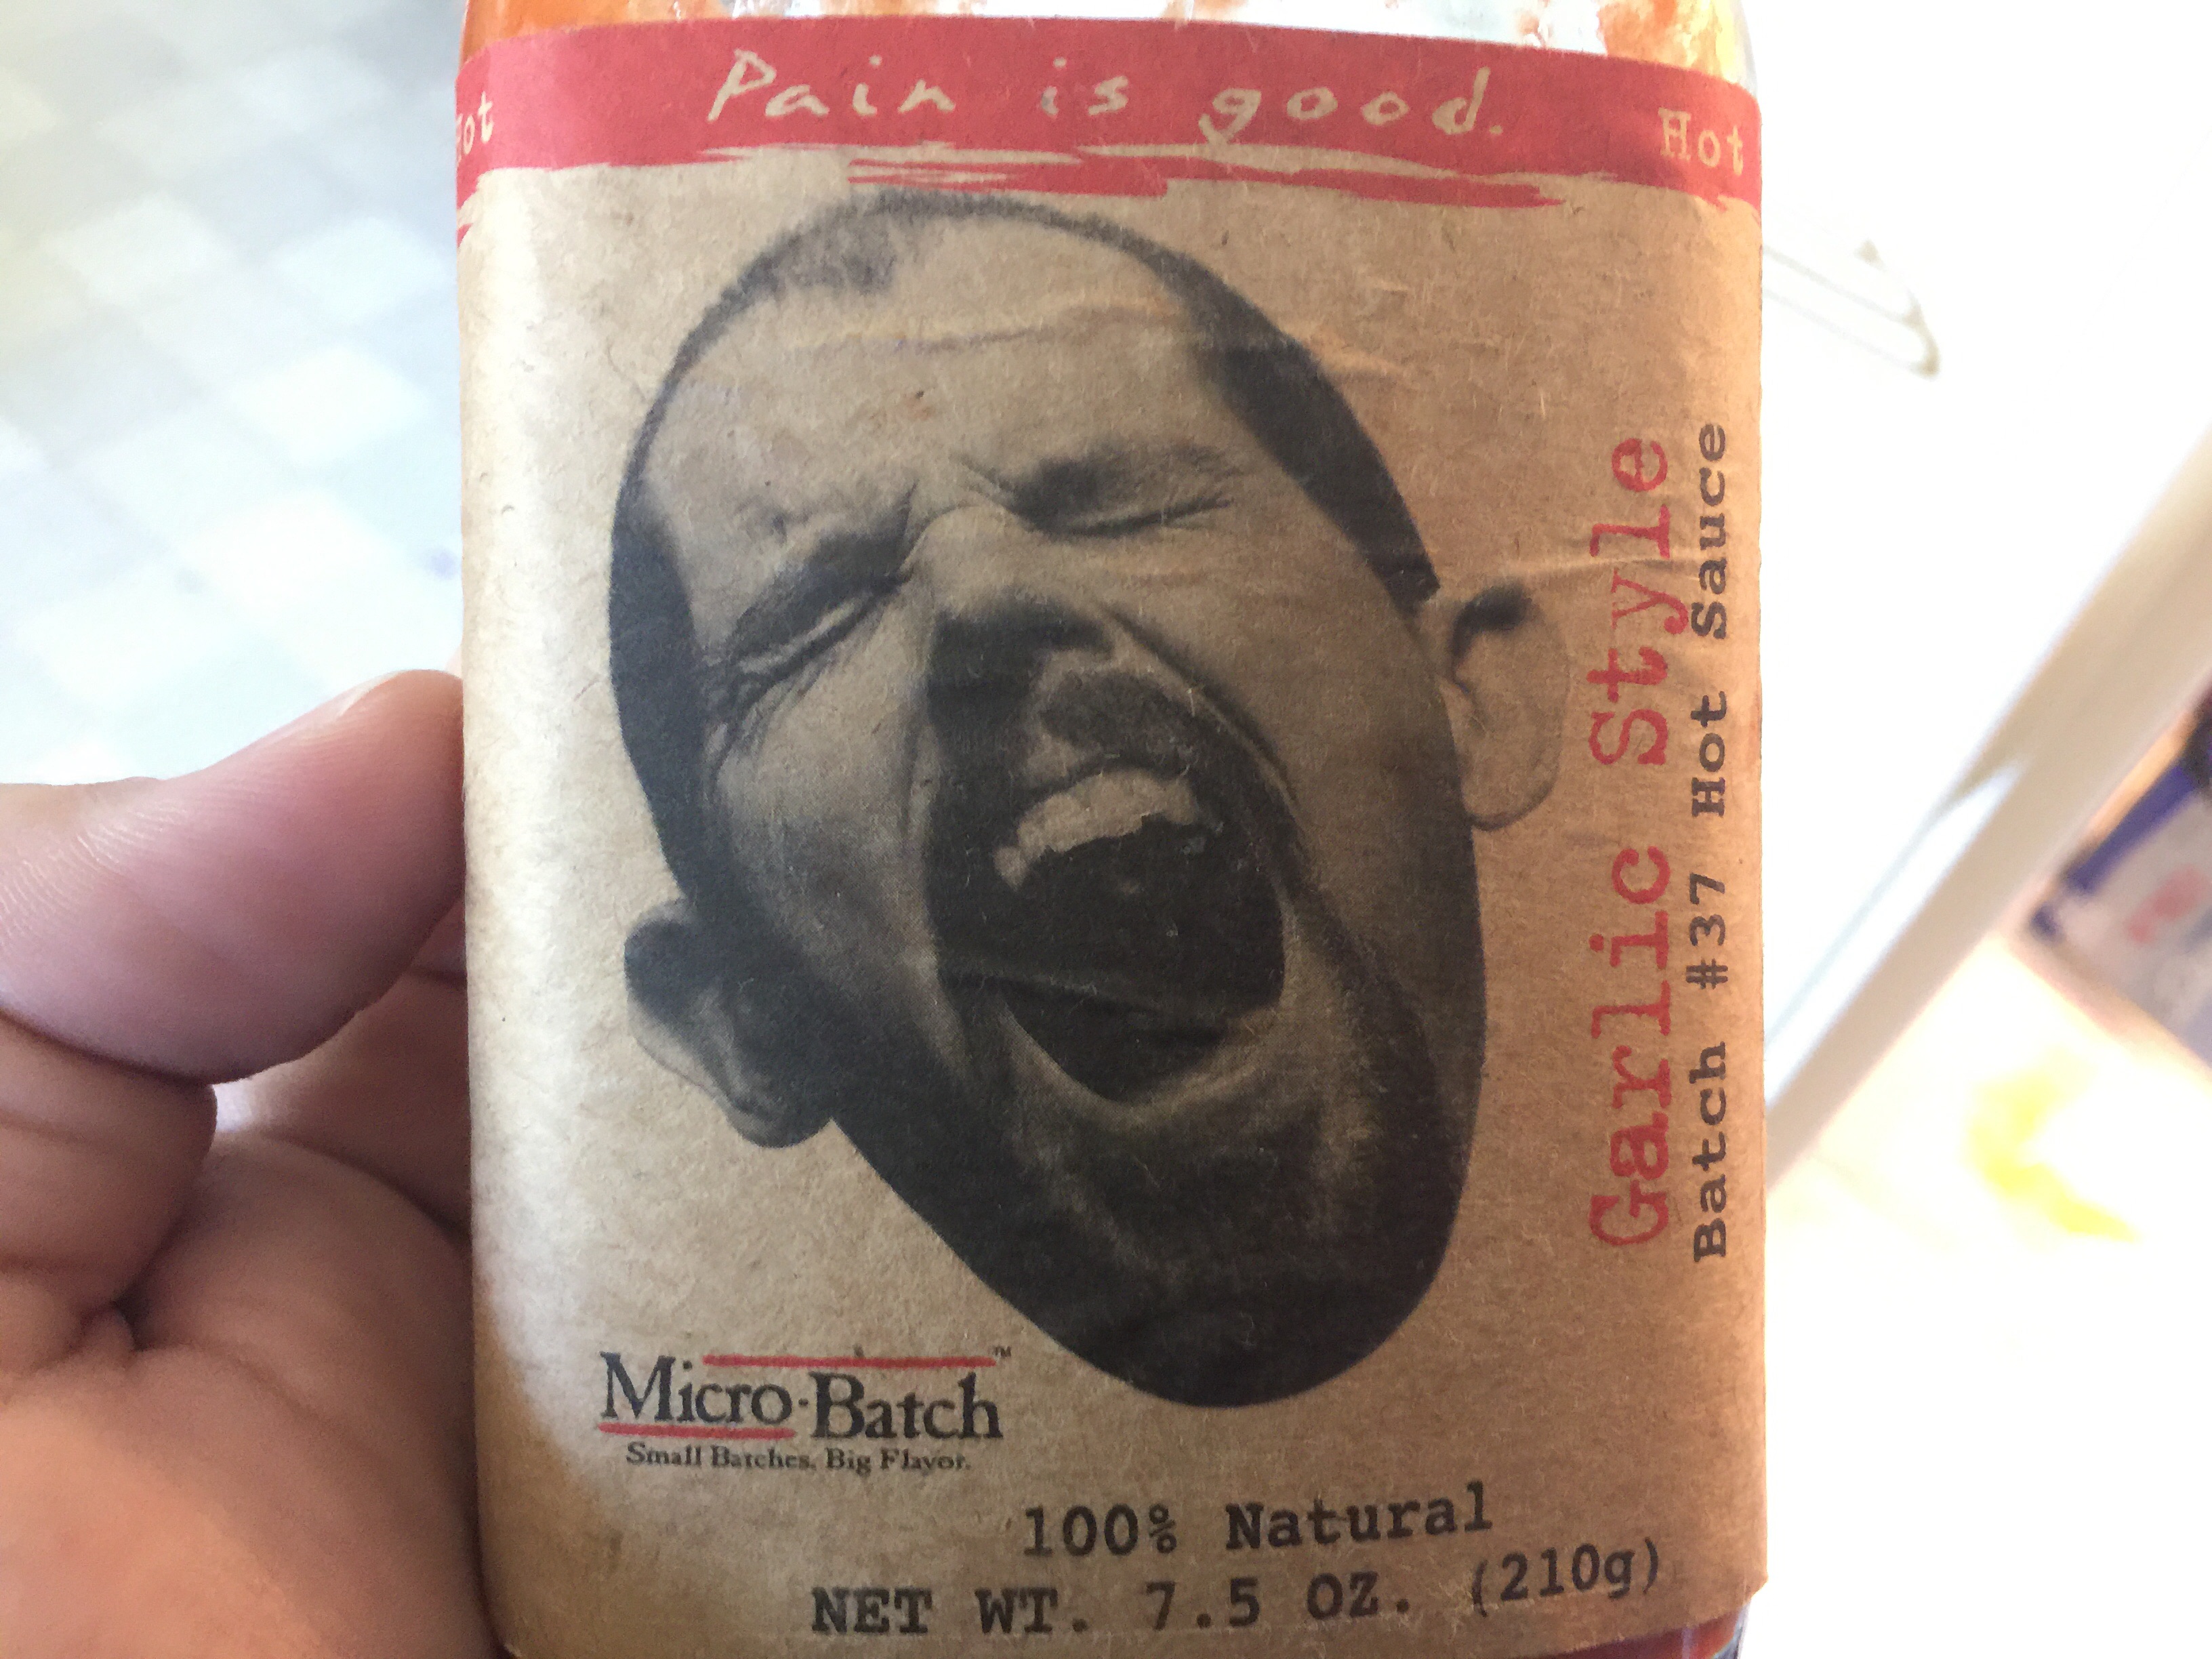 Pain is good.
Hot
Garlic Style
Batch #37 Hot Sauce
Micro-Batch™
Small Batches, Big Flavor.
100% Natural
NET WT. 7.5 OZ. (210g)